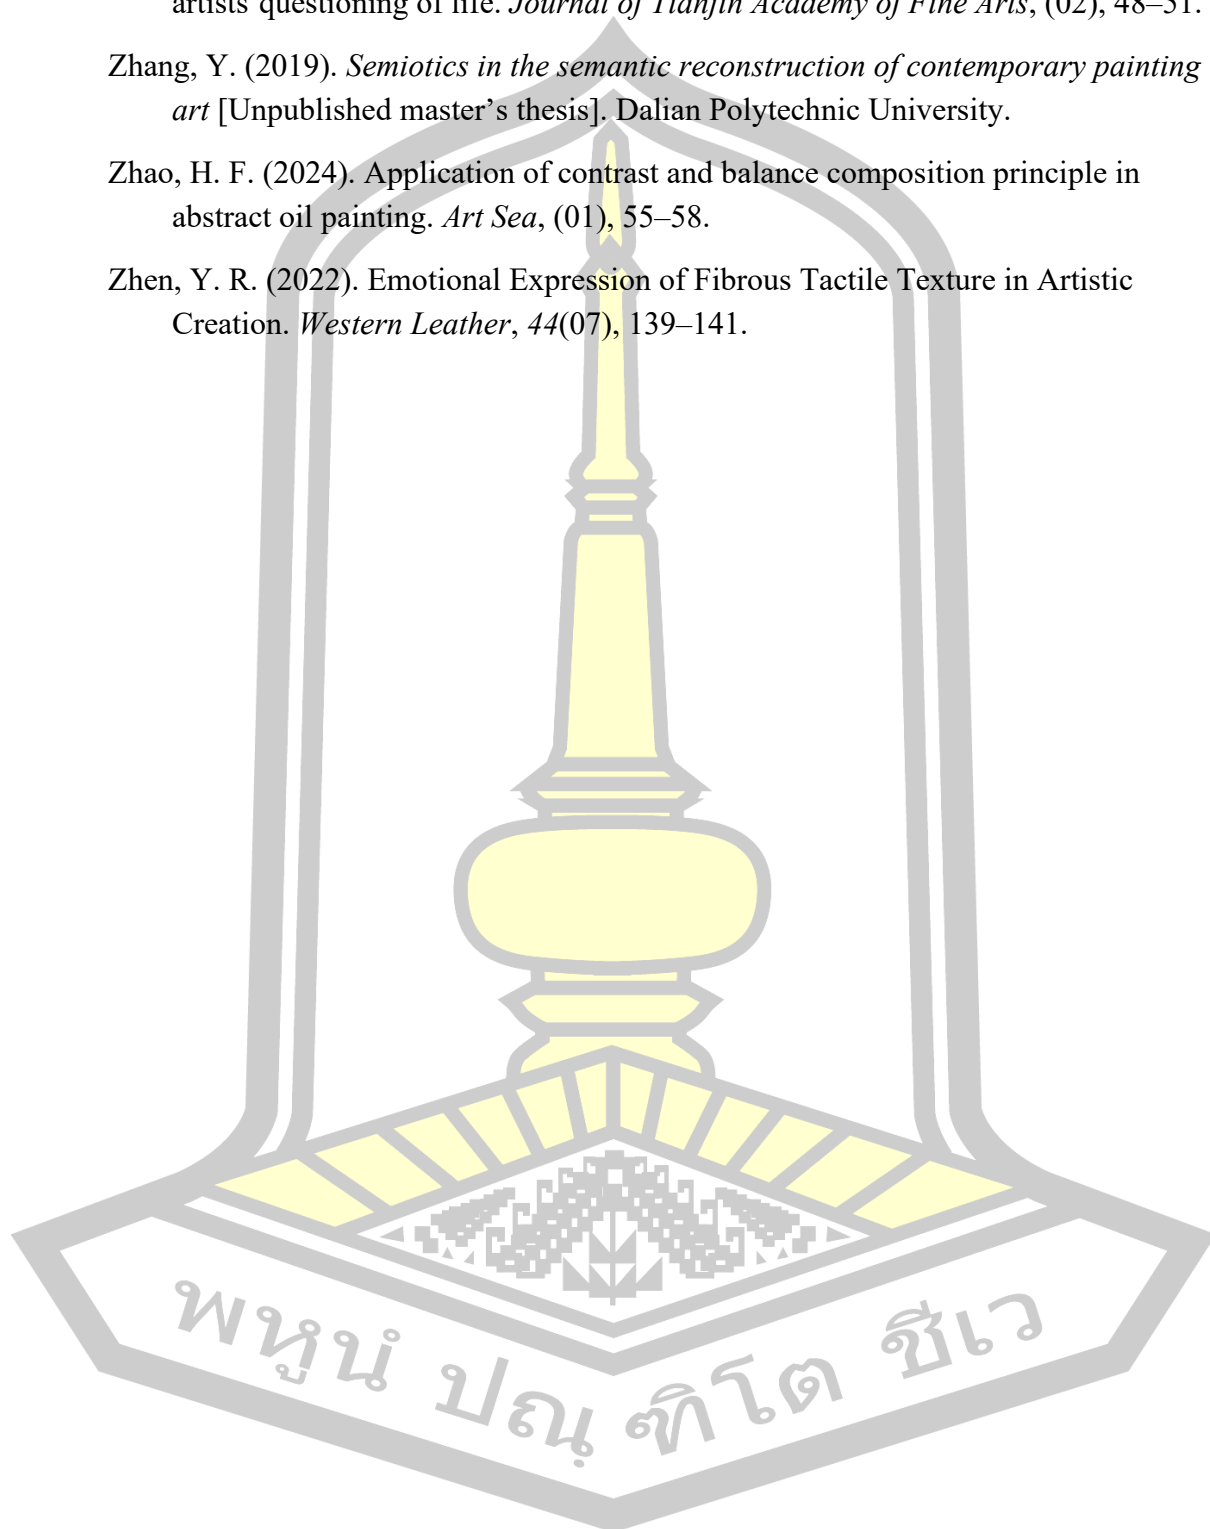 artists' questioning of life. Journal of Tianjin Academy of Fine Arts, (02), 48–51.
Zhang, Y. (2019). Semiotics in the semantic reconstruction of contemporary painting
art [Unpublished master's thesis]. Dalian Polytechnic University.
Zhao, H. F. (2024). Application of contrast and balance composition principle in
abstract oil painting. Art Sea, (01), 55–58.
Zhen, Y. R. (2022). Emotional Expression of Fibrous Tactile Texture in Artistic
Creation. Western Leather, 44(07), 139–141.
พหูนํ ปณฺฑิโต ชีเว